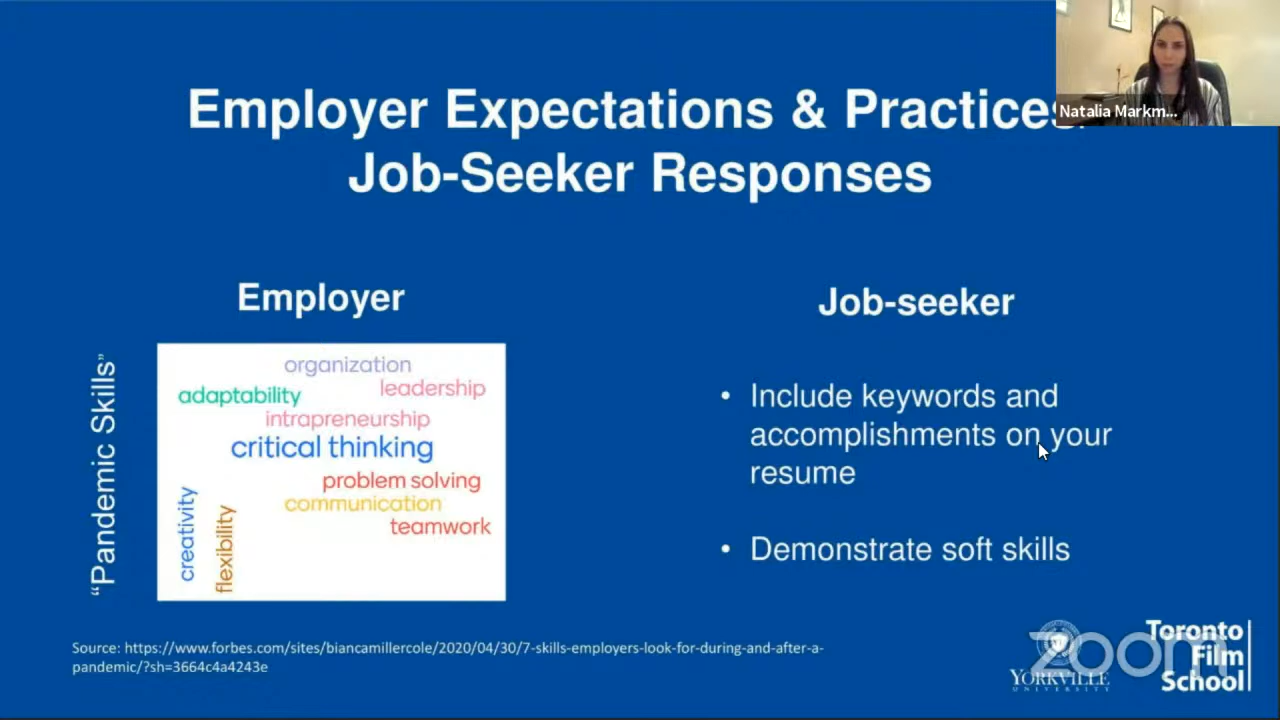 Employer Expectations & Practices
Job-Seeker Responses
Natalia Markm...
Employer
Job-seeker
“Pandemic Skills”
organization
leadership
adaptability
intrapreneurship
critical thinking
problem solving
communication
teamwork
creativity
flexibility
• Include keywords and
accomplishments on your
resume
• Demonstrate soft skills
Source: https://www.forbes.com/sites/biancamillercole/2020/04/30/7-skills-employers-look-for-during-and-after-a-
pandemic/?sh=3664c4a4243e
zoom
YORKVILLE
UNIVERSITY
Toronto
Film
School